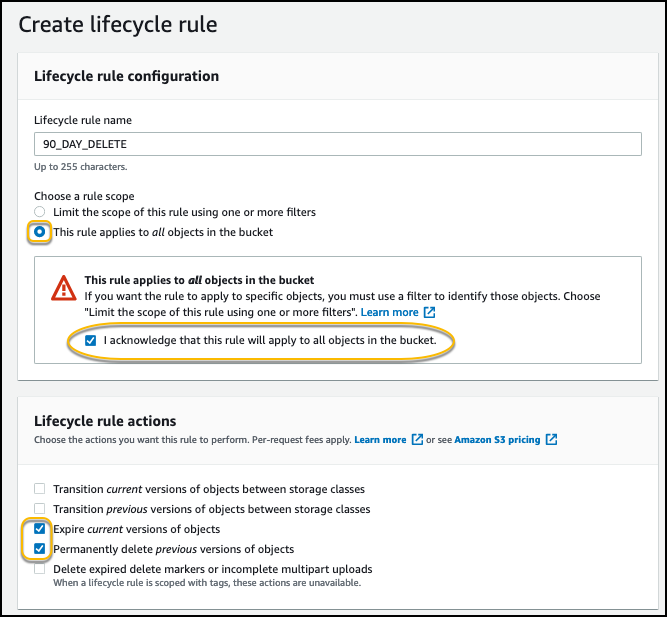 Create lifecycle rule
Lifecycle rule configuration
Lifecycle rule name
90_DAY_DELETE
Up to 255 characters.
Choose a rule scope
Limit the scope of this rule using one or more filters
This rule applies to all objects in the bucket
This rule applies to all objects in the bucket
If you want the rule to apply to specific objects, you must use a filter to identify those objects. Choose
"Limit the scope of this rule using one or more filters". Learn more
I acknowledge that this rule will apply to all objects in the bucket.
Lifecycle rule actions
Choose the actions you want this rule to perform. Per-request fees apply. Learn more or see Amazon S3 pricing
Transition current versions of objects between storage classes
Transition previous versions of objects between storage classes
Expire current versions of objects
Permanently delete previous versions of objects
Delete expired delete markers or incomplete multipart uploads
When a lifecycle rule is scoped with tags, these actions are unavailable.